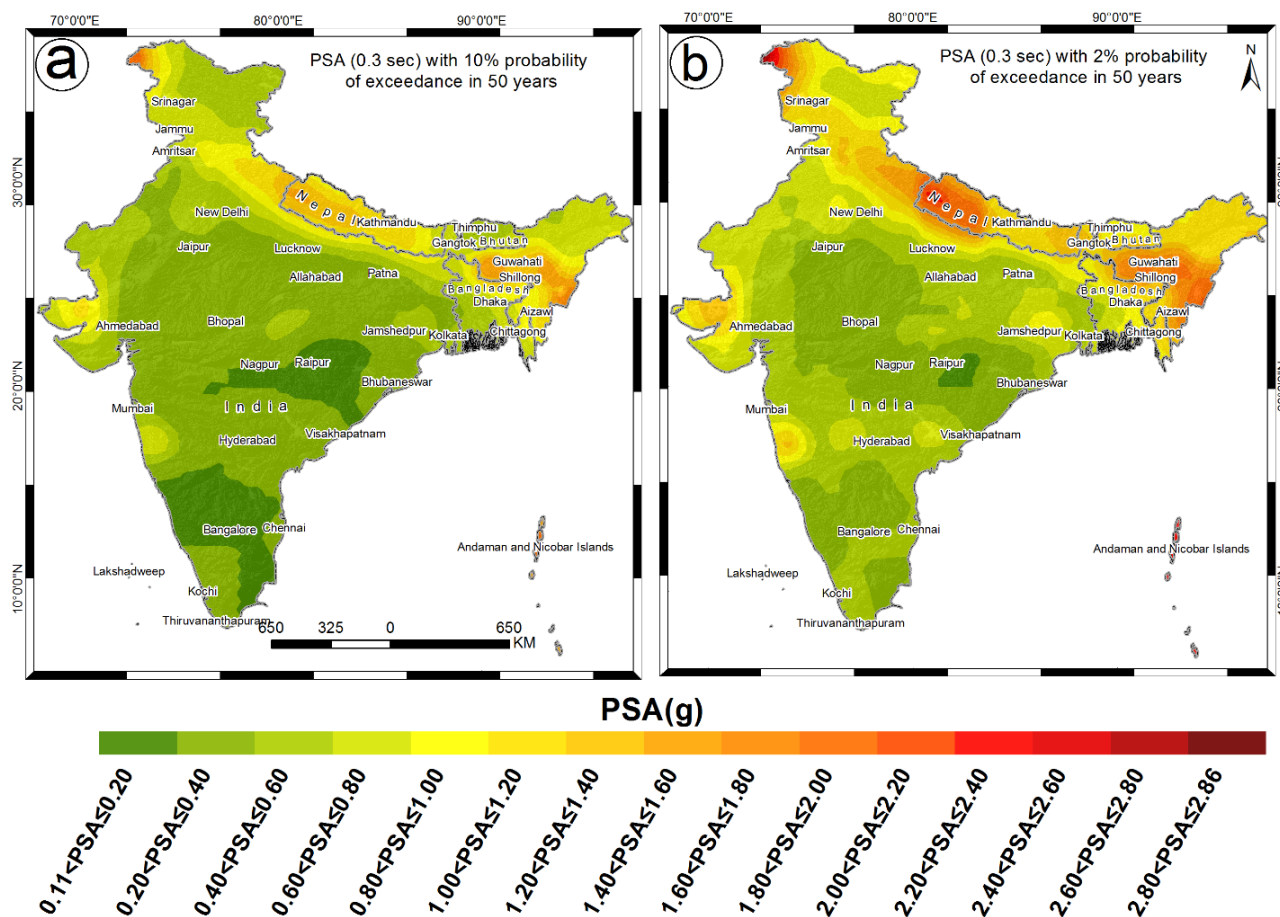 70°0'0"E 80°0'0"E 90°0'0"E
a
PSA (0.3 sec) with 10% probability
of exceedance in 50 years
Srinagar
Jammu
Amritsar
30°0'0"N
New Delhi
Nepal
Kathmandu
Thimphu
Gangtok Bhutan
Jaipur
Lucknow
Guwahati
Allahabad
Patna
Shillong
Bangladesh
Dhaka
Ahmedabad
Bhopal
Jamshedpur
Kolkata
Aizawl
Chittagong
Nagpur
Raipur
20°0'0"N
Bhubaneswar
Mumbai
India
Hyderabad
Visakhapatnam
Bangalore
Chennai
Andaman and Nicobar Islands
Lakshadweep
10°0'0"N
Kochi
Thiruvananthapuram
650 325 0 650
KM
70°0'0"E 80°0'0"E 90°0'0"E
b
PSA (0.3 sec) with 2% probability
of exceedance in 50 years
N
Srinagar
Jammu
Amritsar
New Delhi
Nepal
Kathmandu
Thimphu
Gangtok Bhutan
Jaipur
Lucknow
Guwahati
Allahabad
Patna
Shillong
Bangladesh
Dhaka
Ahmedabad
Bhopal
Jamshedpur
Kolkata
Aizawl
Chittagong
Nagpur
Raipur
Bhubaneswar
Mumbai
India
Hyderabad
Visakhapatnam
Bangalore
Chennai
Andaman and Nicobar Islands
Lakshadweep
Kochi
Thiruvananthapuram
PSA(g)
0.11<PSA≤0.20
0.20<PSA≤0.40
0.40<PSA≤0.60
0.60<PSA≤0.80
0.80<PSA≤1.00
1.00<PSA≤1.20
1.20<PSA≤1.40
1.40<PSA≤1.60
1.60<PSA≤1.80
1.80<PSA≤2.00
2.00<PSA≤2.20
2.20<PSA≤2.40
2.40<PSA≤2.60
2.60<PSA≤2.80
2.80<PSA≤2.86